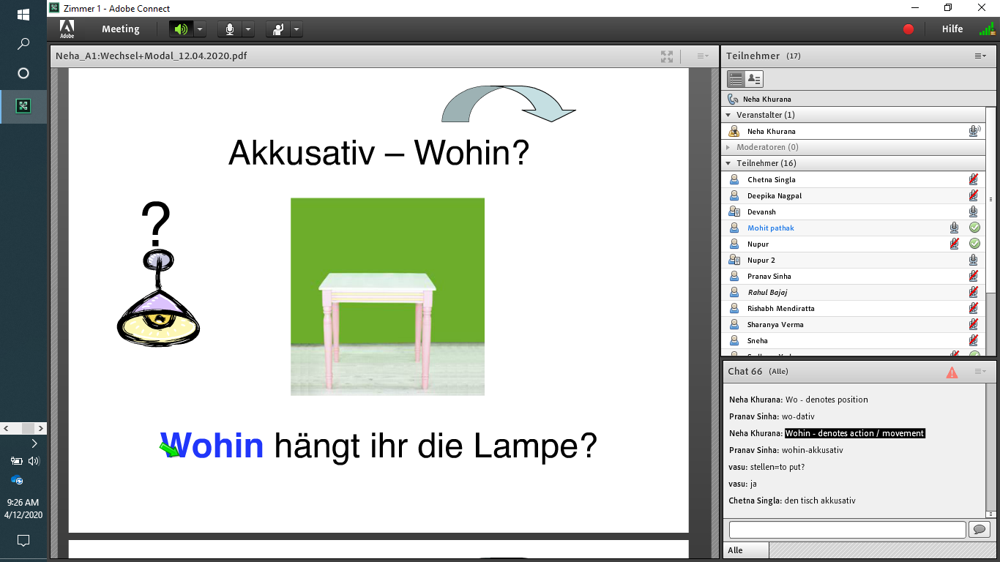 Zimmer 1 - Adobe Connect
Adobe
Meeting
Hilfe
Neha_A1:Wechsel+Modal_12.04.2020.pdf
Akkusativ – Wohin?
?
Wohin hängt ihr die Lampe?
Teilnehmer (17)
Neha Khurana
Veranstalter (1)
Neha Khurana
Moderatoren (0)
Teilnehmer (16)
Chetna Singla
Deepika Nagpal
Devansh
Mohit pathak
Nupur
Nupur 2
Pranav Sinha
Rahul Bajaj
Rishabh Mendiratta
Sharanya Verma
Sneha
Chat 66 (Alle)
Neha Khurana: Wo - denotes position
Pranav Sinha: wo-dativ
Neha Khurana: Wohin - denotes action / movement
Pranav Sinha: wohin-akkusativ
vasu: stellen=to put?
vasu: ja
Chetna Singla: den tisch akkusativ
Alle
9:26 AM
4/12/2020